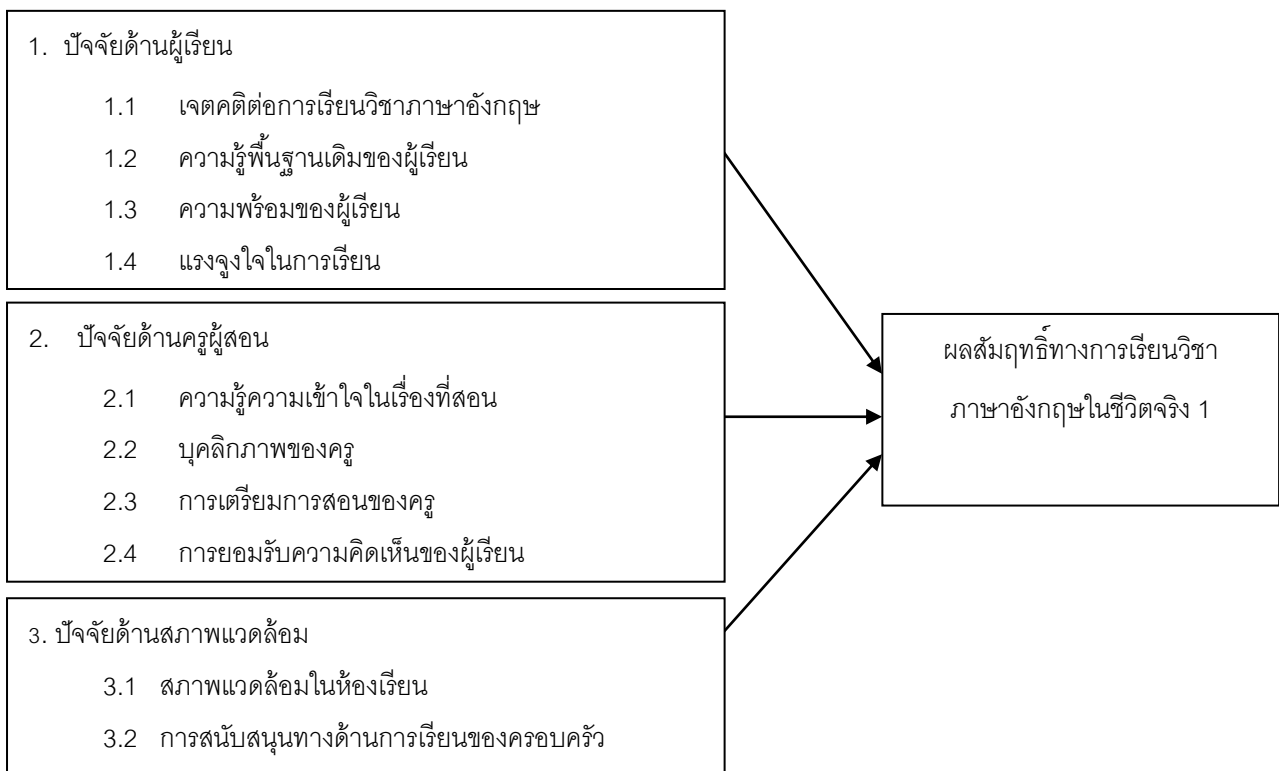 1. ปัจจัยด้านผู้เรียน
1.1 เจตคติต่อการเรียนวิชาภาษาอังกฤษ
1.2 ความรู้พื้นฐานเดิมของผู้เรียน
1.3 ความพร้อมของผู้เรียน
1.4 แรงจูงใจในการเรียน
2. ปัจจัยด้านครูผู้สอน
2.1 ความรู้ความเข้าใจในเรื่องที่สอน
2.2 บุคลิกภาพของครู
2.3 การเตรียมการสอนของครู
2.4 การยอมรับความคิดเห็นของผู้เรียน
3. ปัจจัยด้านสภาพแวดล้อม
3.1 สภาพแวดล้อมในห้องเรียน
3.2 การสนับสนุนทางด้านการเรียนของครอบครัว
ผลสัมฤทธิ์ทางการเรียนวิชา
ภาษาอังกฤษในชีวิตจริง 1